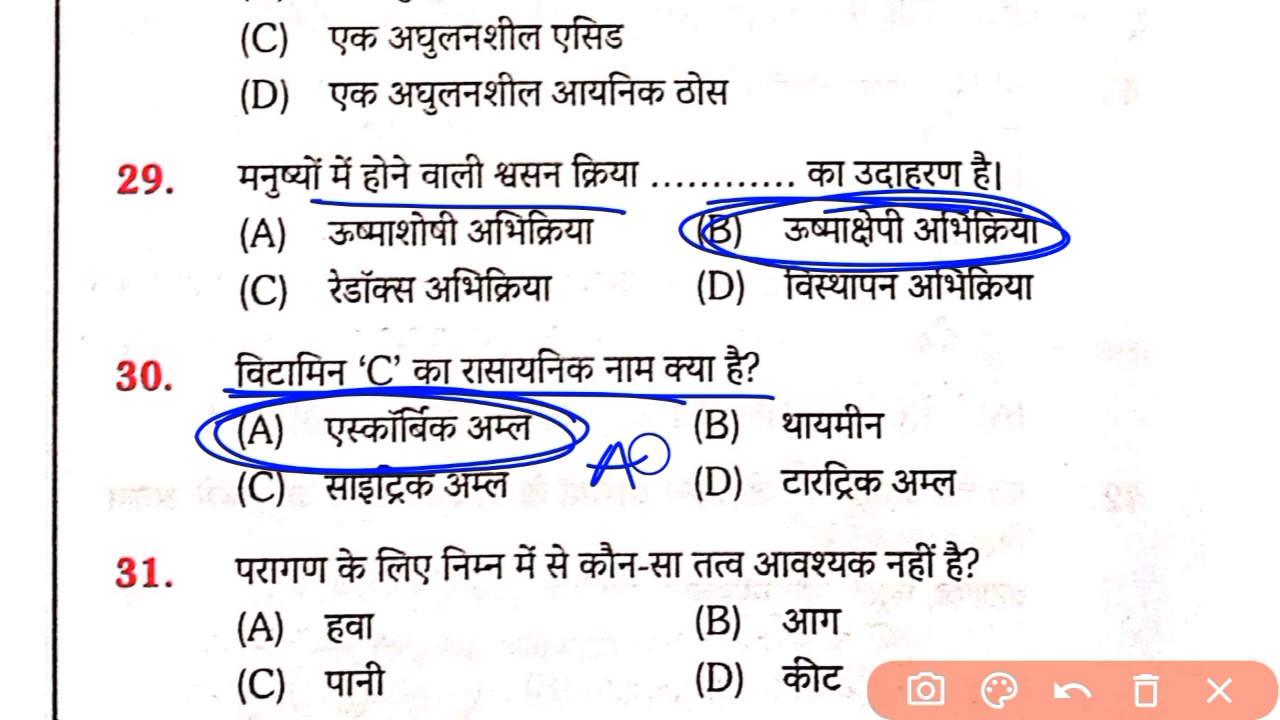 (C) एक अघुलनशील एसिड
(D) एक अघुलनशील आयनिक ठोस
29. मनुष्यों में होने वाली श्वसन क्रिया ............ का उदाहरण है।
(A) ऊष्माशोषी अभिक्रिया (B) ऊष्माक्षेपी अभिक्रिया
(C) रेडॉक्स अभिक्रिया (D) विस्थापन अभिक्रिया
30. विटामिन ‘C’ का रासायनिक नाम क्या है?
(A) एस्कॉर्बिक अम्ल (B) थायमीन
(C) साइट्रिक अम्ल (D) टारट्रिक अम्ल
31. परागण के लिए निम्न में से कौन-सा तत्व आवश्यक नहीं है?
(A) हवा (B) आग
(C) पानी (D) कीट